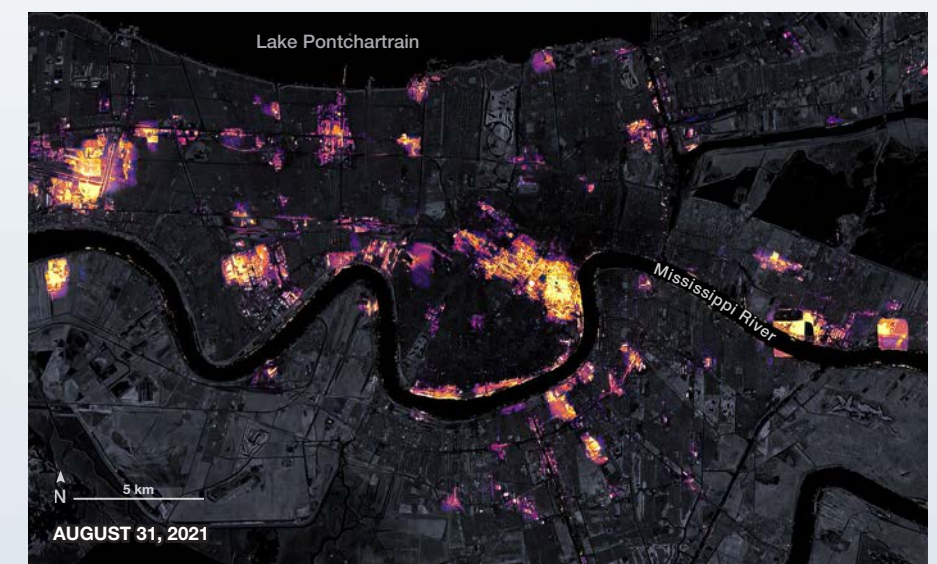 Lake Pontchartrain
Mississippi River
N
5 km
AUGUST 31, 2021